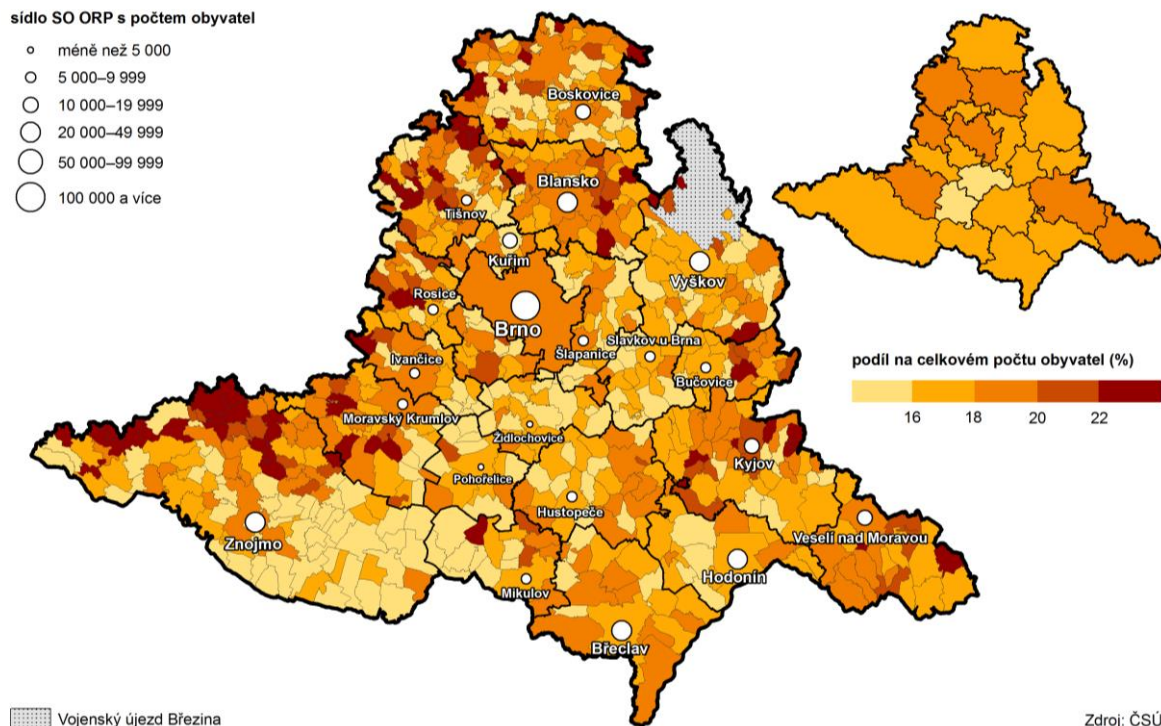 sídlo SO ORP s počtem obyvatel
méně než 5 000
5 000–9 999
10 000–19 999
20 000–49 999
50 000–99 999
100 000 a více
Boskovice
Blansko
Tišnov
Kuřim
Vyškov
Rosice
Brno
Slavkov u Brna
Šlapanice
Ivančice
Bučovice
podíl na celkovém počtu obyvatel (%)
16 18 20 22
Moravský Krumlov
Židlochovice
Kyjov
Pohořelice
Hustopeče
Znojmo
Veselí nad Moravou
Hodonín
Mikulov
Břeclav
Vojenský újezd Březina
Zdroj: ČSÚ